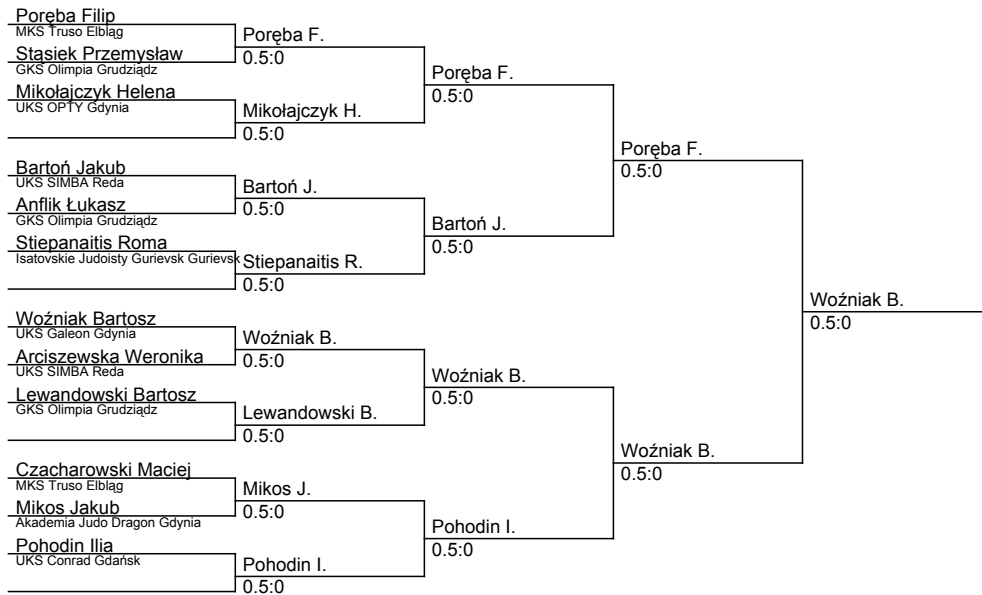 Poręba Filip
MKS Truso Elbląg
Stąsiek Przemysław
GKS Olimpia Grudziądz
Mikołajczyk Helena
UKS OPTY Gdynia
Bartoń Jakub
UKS SIMBA Reda
Anflik Łukasz
GKS Olimpia Grudziądz
Stiepanaitis Roma
Isatovskie Judoisty Gurievsk Gurievsk
Woźniak Bartosz
UKS Galeon Gdynia
Arciszewska Weronika
UKS SIMBA Reda
Lewandowski Bartosz
GKS Olimpia Grudziądz
Czacharowski Maciej
MKS Truso Elbląg
Mikos Jakub
Akademia Judo Dragon Gdynia
Pohodin Ilia
UKS Conrad Gdańsk
Poręba F.
0.5:0
Mikołajczyk H.
0.5:0
Bartoń J.
0.5:0
Stiepanaitis R.
0.5:0
Woźniak B.
0.5:0
Lewandowski B.
0.5:0
Mikos J.
0.5:0
Pohodin I.
0.5:0
Poręba F.
0.5:0
Bartoń J.
0.5:0
Woźniak B.
0.5:0
Pohodin I.
0.5:0
Poręba F.
0.5:0
Woźniak B.
0.5:0
Woźniak B.
0.5:0